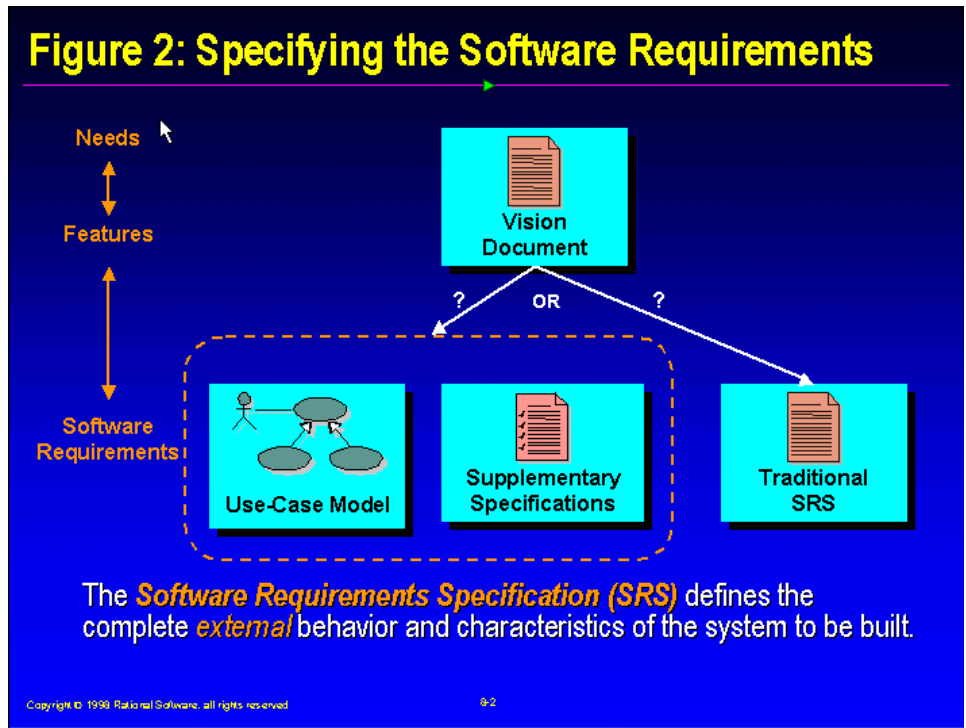 Figure 2: Specifying the Software Requirements
Needs
Features
Software
Requirements
Vision
Document
?
OR
?
Use-Case Model
Supplementary
Specifications
Traditional
SRS
The Software Requirements Specification (SRS) defines the
complete external behavior and characteristics of the system to be built.
Copyright © 1998 Rational Software, all rights reserved
8-2